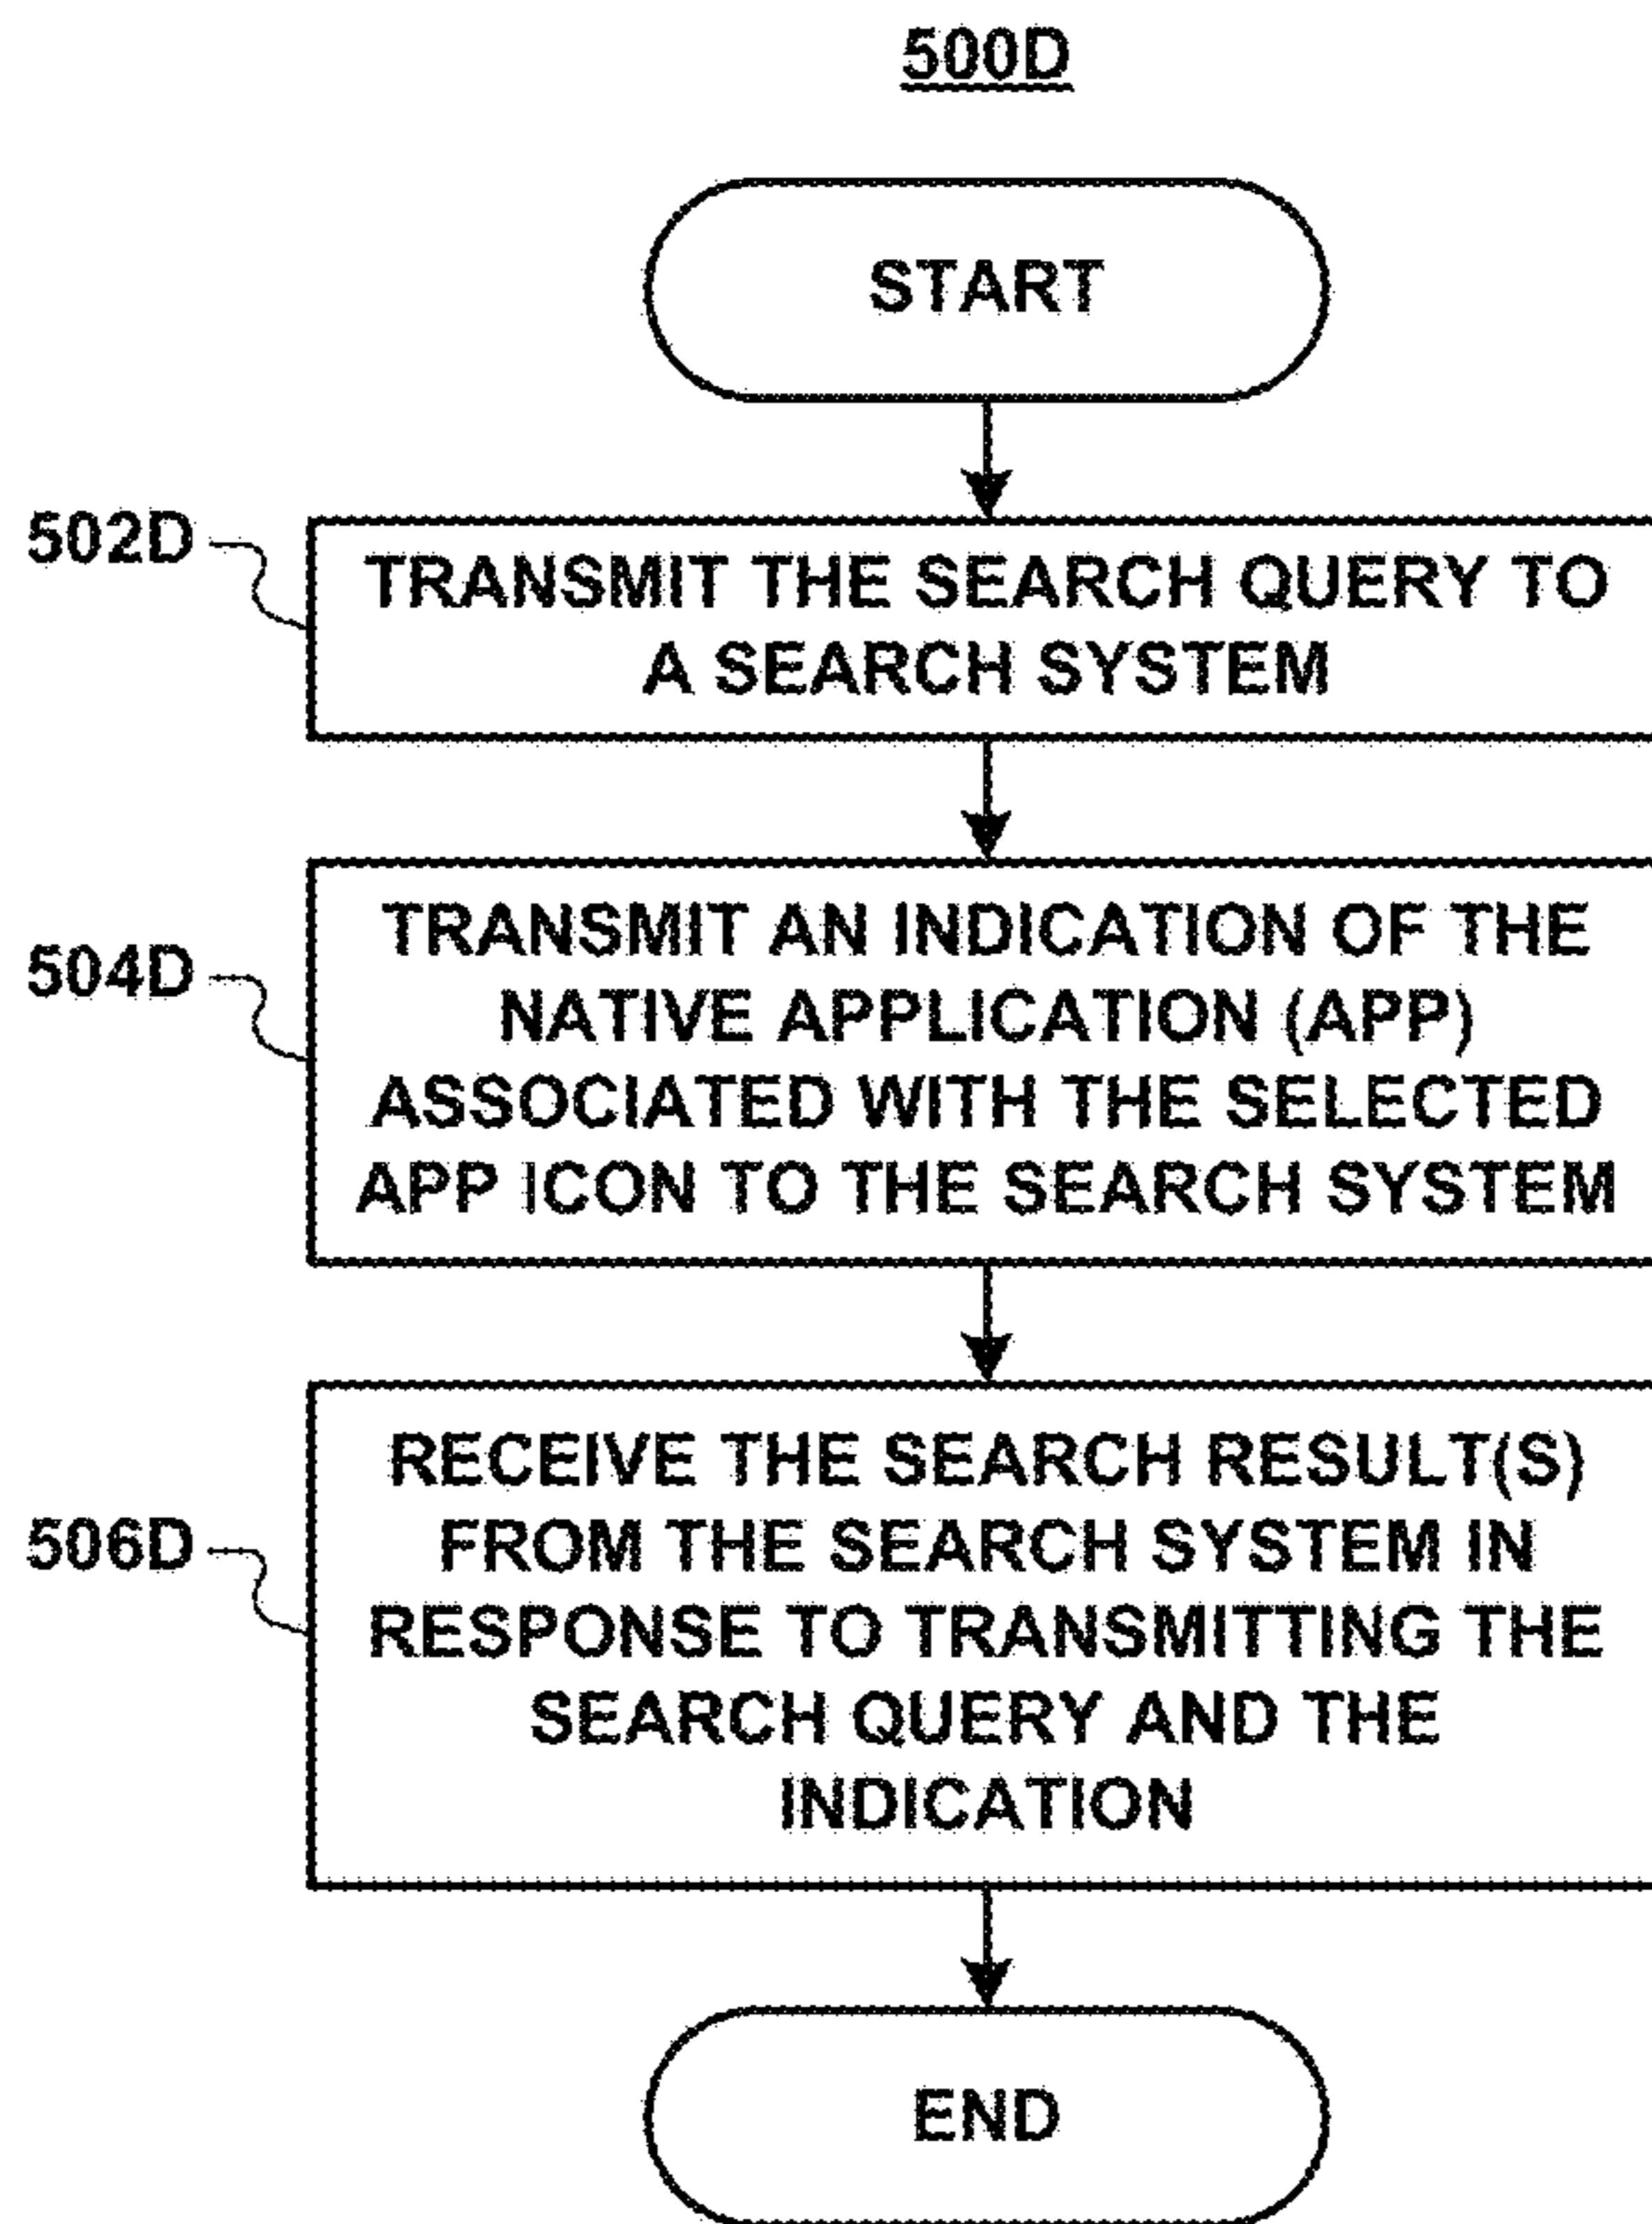 500D
START
502D
TRANSMIT THE SEARCH QUERY TO
A SEARCH SYSTEM
504D
TRANSMIT AN INDICATION OF THE
NATIVE APPLICATION (APP)
ASSOCIATED WITH THE SELECTED
APP ICON TO THE SEARCH SYSTEM
506D
RECEIVE THE SEARCH RESULT(S)
FROM THE SEARCH SYSTEM IN
RESPONSE TO TRANSMITTING THE
SEARCH QUERY AND THE
INDICATION
END